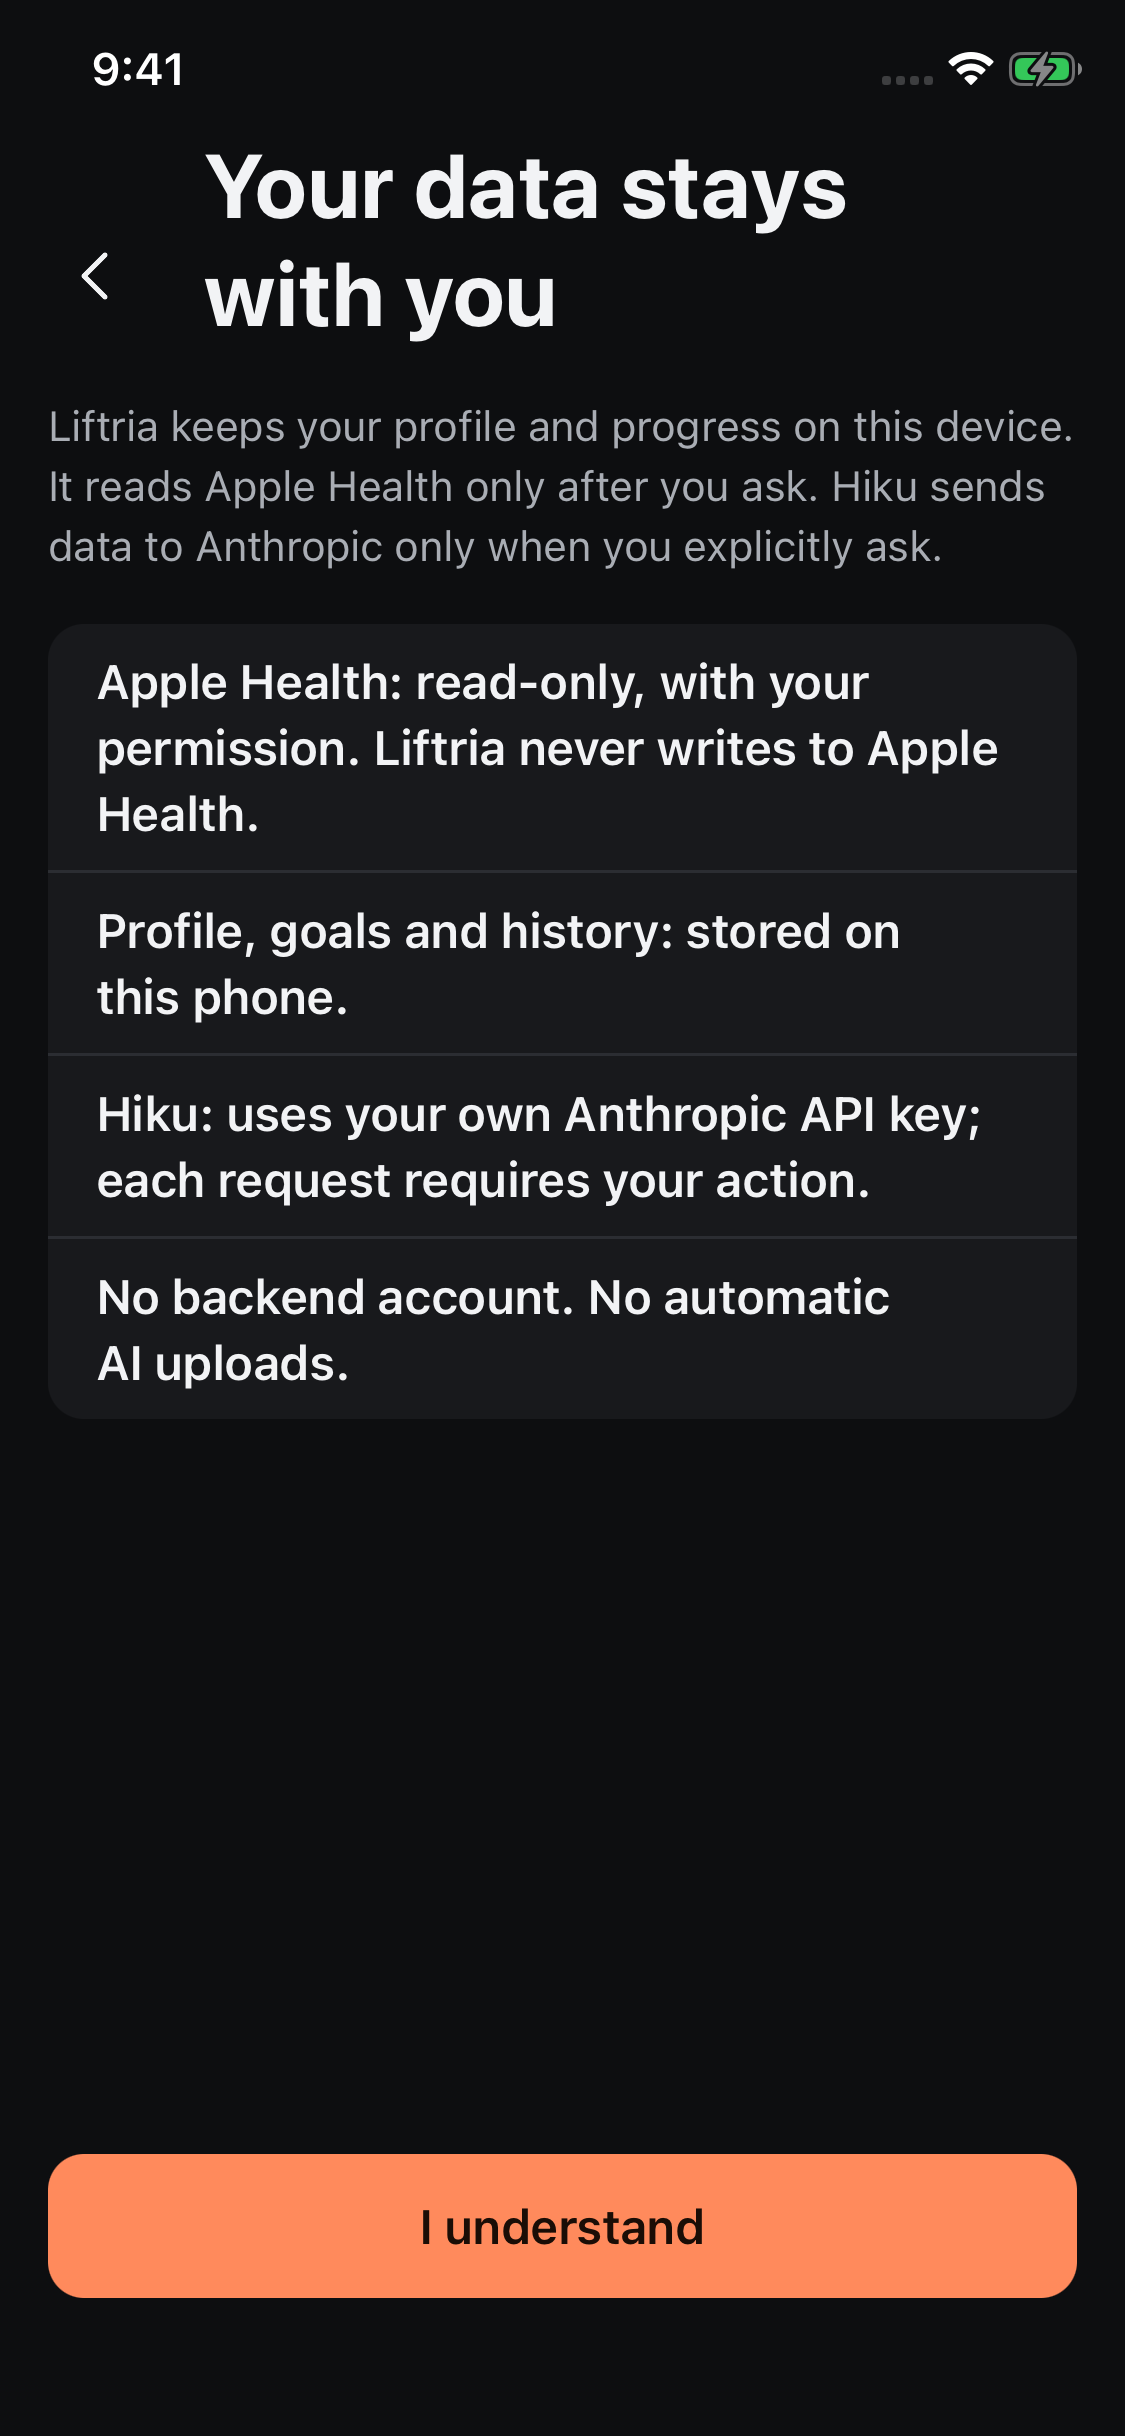 9:41
Your data stays
with you
Liftria keeps your profile and progress on this device.
It reads Apple Health only after you ask. Hiku sends
data to Anthropic only when you explicitly ask.
Apple Health: read-only, with your
permission. Liftria never writes to Apple
Health.
Profile, goals and history: stored on
this phone.
Hiku: uses your own Anthropic API key;
each request requires your action.
No backend account. No automatic
AI uploads.
I understand